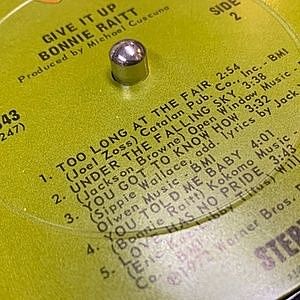 GIVE IT UP
BONNIE RAITT
Produced by Michael Cuscuna
SIDE
2
43
247)
1. TOO LONG AT THE FAIR 2:54
(Joel Zoss) Catalan Pub. Co. Inc.- BMI
2. UNDER THE FALLING SKY 3:38
(Jackson Browne) Open Window Music
3. YOU GOT TO KNOW HOW 3:32
(Sippie Wallace, Add. lyrics by Jack
Owen Music - BMI
4. YOU TOLD ME BABY 4:01
(Bonnie Raitt) Kokomo Music
5. LOVE HAS NO PRIDE 3:43
(Eric Titus)
Co. - BMI
1972 Warner Bros.
STE